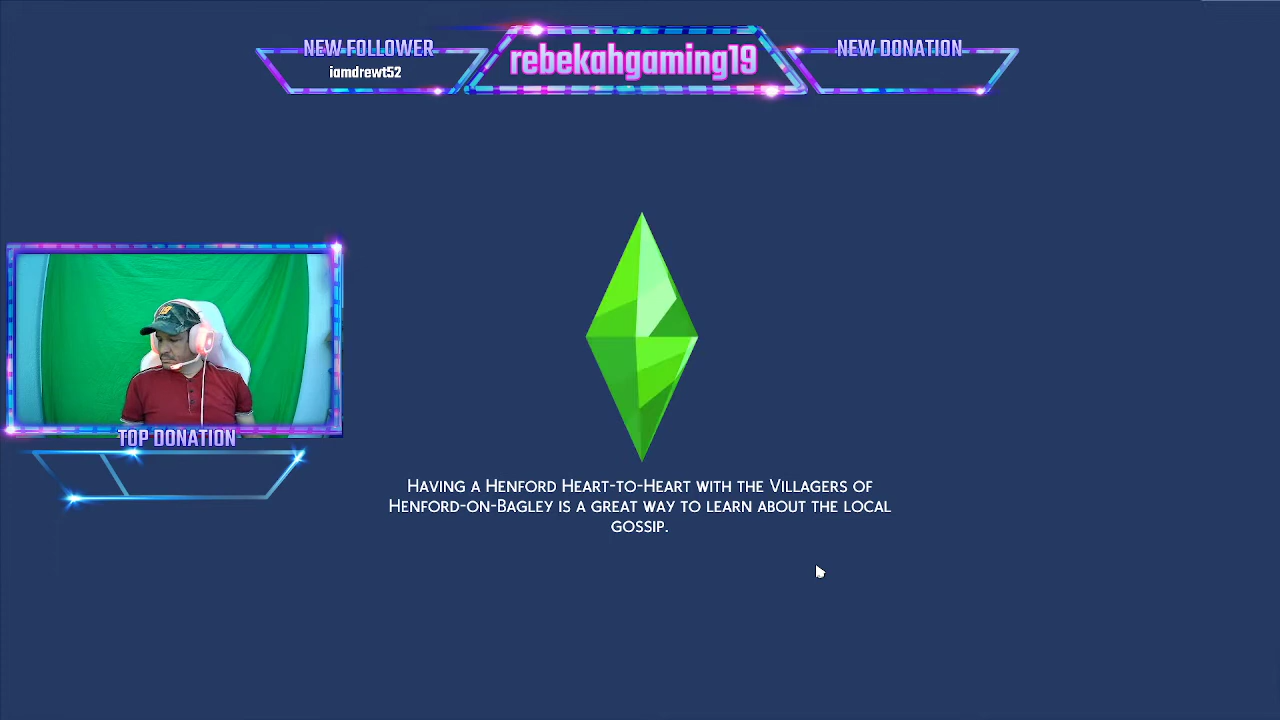 NEW FOLLOWER
iamdrewt52
rebekahgaming19
NEW DONATION
TOP DONATION
HAVING A HENFORD HEART-TO-HEART WITH THE VILLAGERS OF
HENFORD-ON-BAGLEY IS A GREAT WAY TO LEARN ABOUT THE LOCAL
GOSSIP.